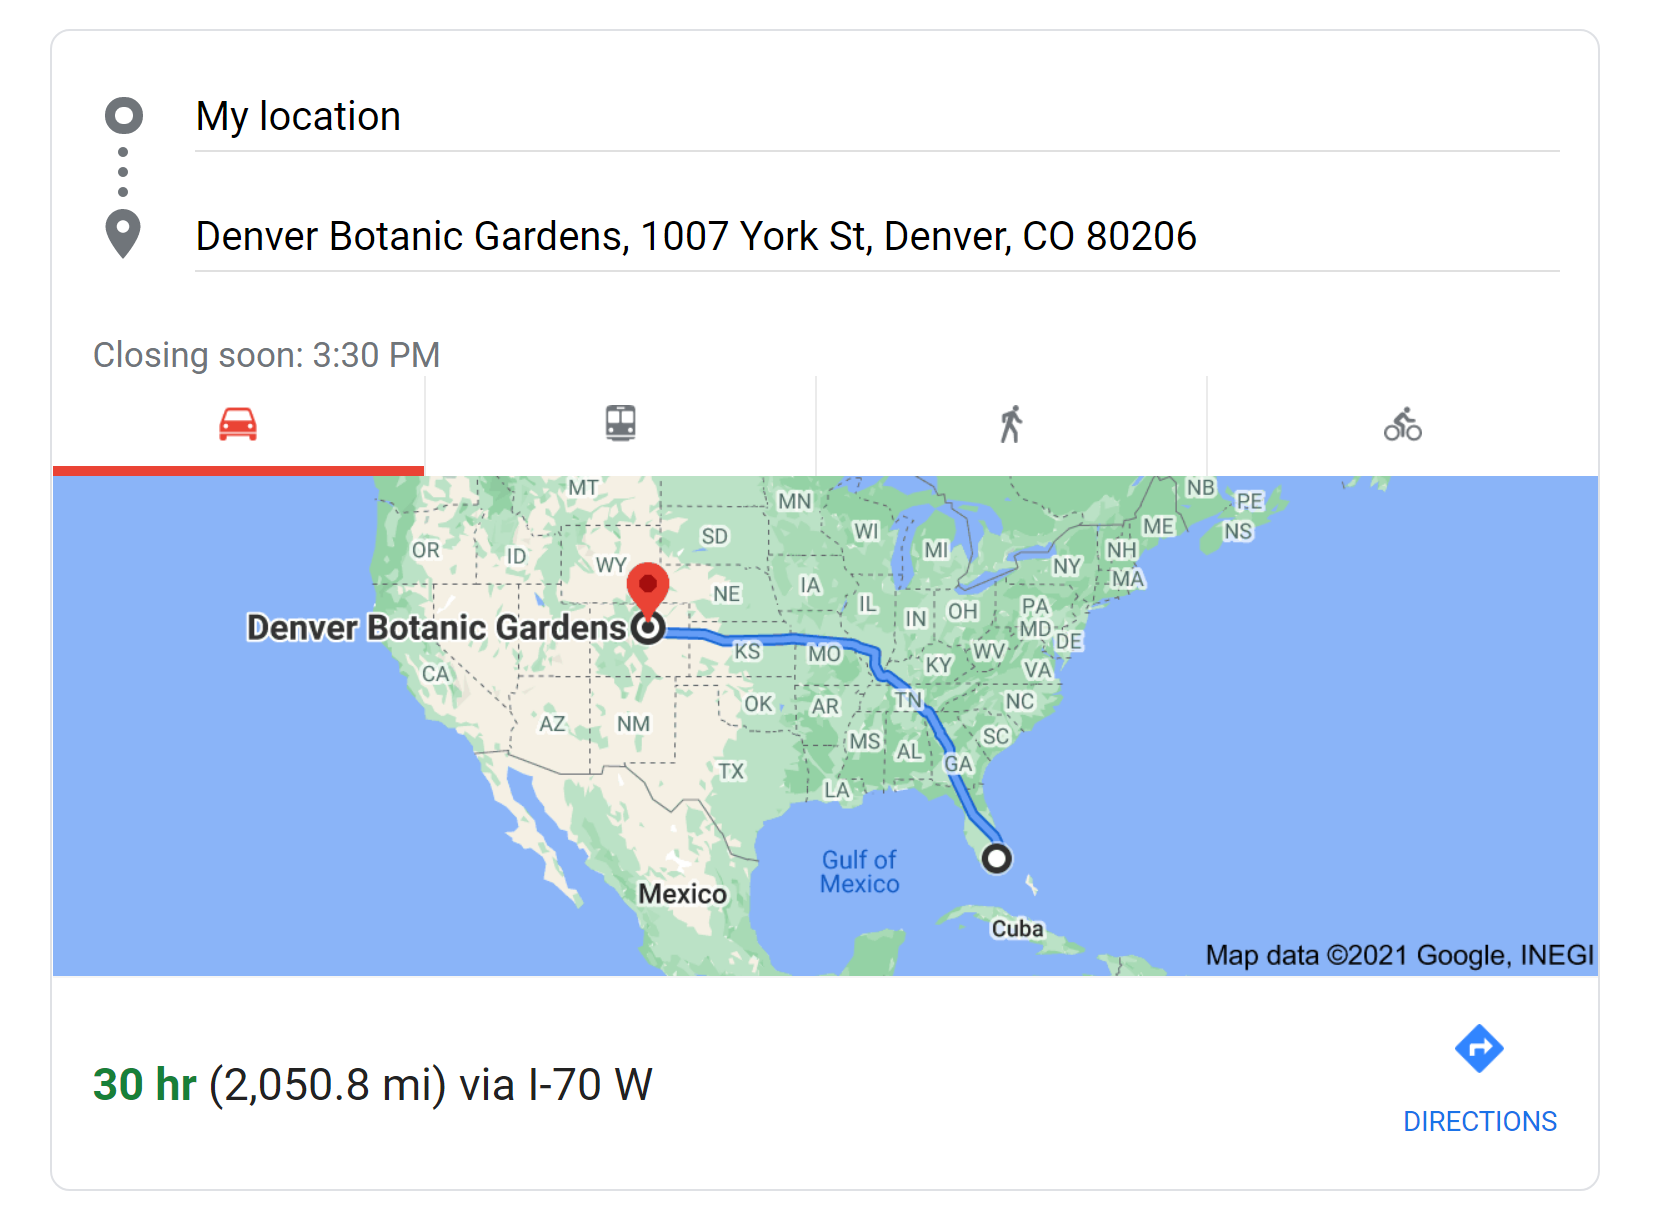 My location
Denver Botanic Gardens, 1007 York St, Denver, CO 80206
Closing soon: 3:30 PM
MT
MN
NB
PE
ME
NS
OR
ID
SD
WI
MI
NH
WY
NY
MA
NE
IA
IL
IN
OH
PA
MD
DE
Denver Botanic Gardens
KS
MO
WV
KY
VA
CA
OK
AR
TN
NC
AZ
NM
MS
AL
SC
TX
GA
LA
Gulf of
Mexico
Mexico
Cuba
Map data ©2021 Google, INEGI
30 hr (2,050.8 mi) via I-70 W
DIRECTIONS